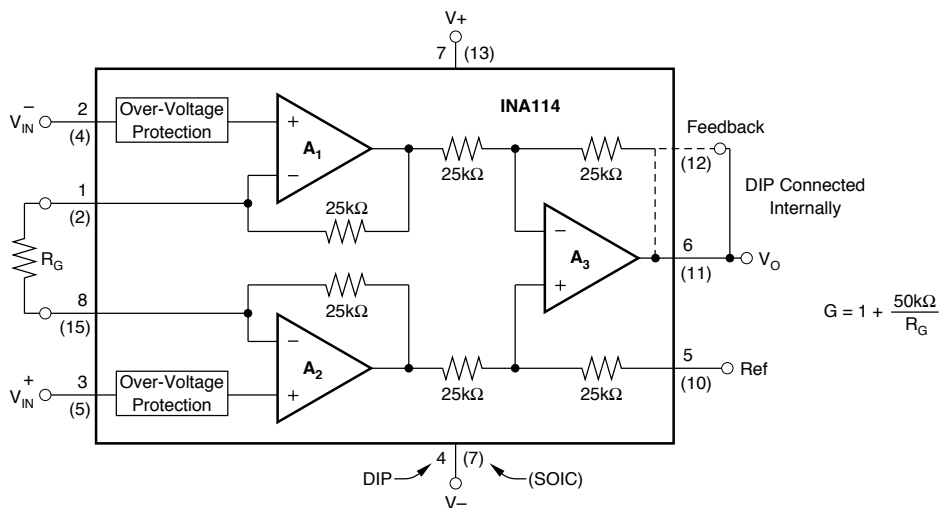 V+
7 (13)
INA114
V⁻IN
2
(4)
Over-Voltage
Protection
+
A₁
−
25kΩ
25kΩ
25kΩ
Feedback
(12)
DIP Connected
Internally
1
(2)
RG
8
(15)
25kΩ
−
A₃
+
6
(11)
VO
G = 1 + 50kΩ
RG
−
A₂
+
V⁺IN
3
(5)
Over-Voltage
Protection
25kΩ
25kΩ
5
(10)
Ref
DIP
4 (7)
(SOIC)
V−